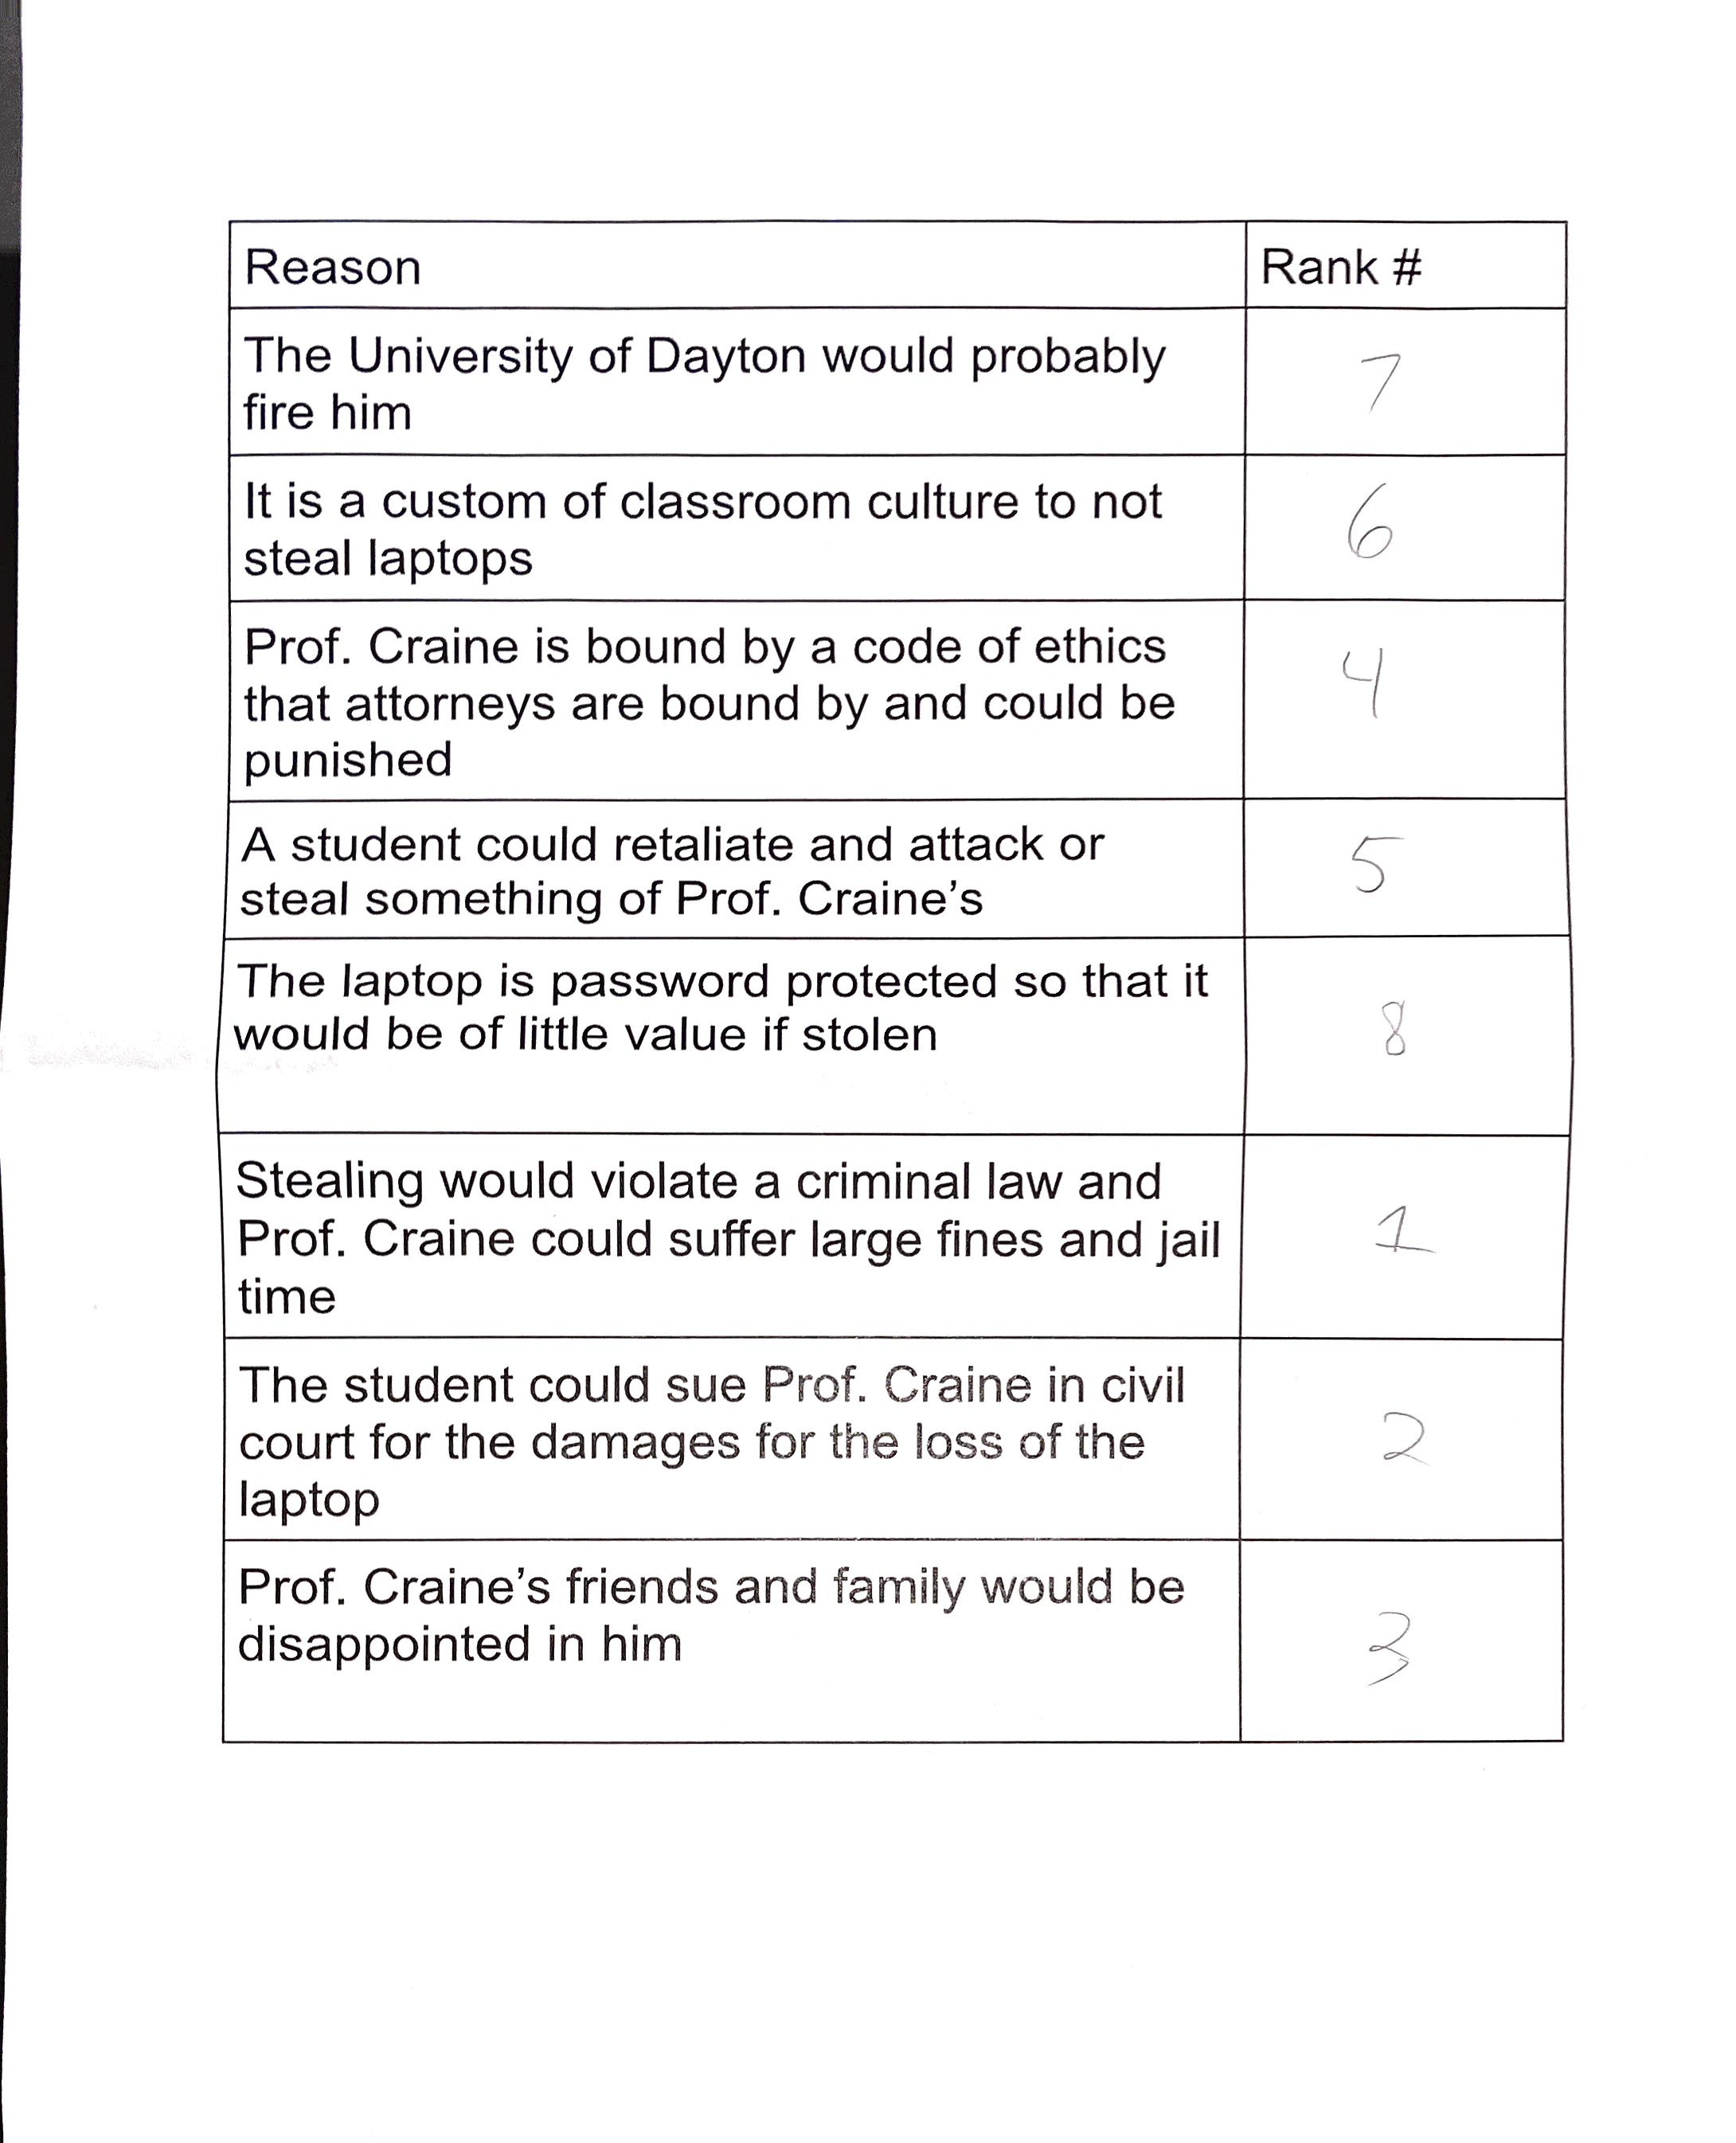 Reason Rank #
The University of Dayton would probably
fire him
7
It is a custom of classroom culture to not
steal laptops
6
Prof. Craine is bound by a code of ethics
that attorneys are bound by and could be
punished
4
A student could retaliate and attack or
steal something of Prof. Craine's
5
The laptop is password protected so that it
would be of little value if stolen
8
Stealing would violate a criminal law and
Prof. Craine could suffer large fines and jail
time
1
The student could sue Prof. Craine in civil
court for the damages for the loss of the
laptop
2
Prof. Craine's friends and family would be
disappointed in him
3